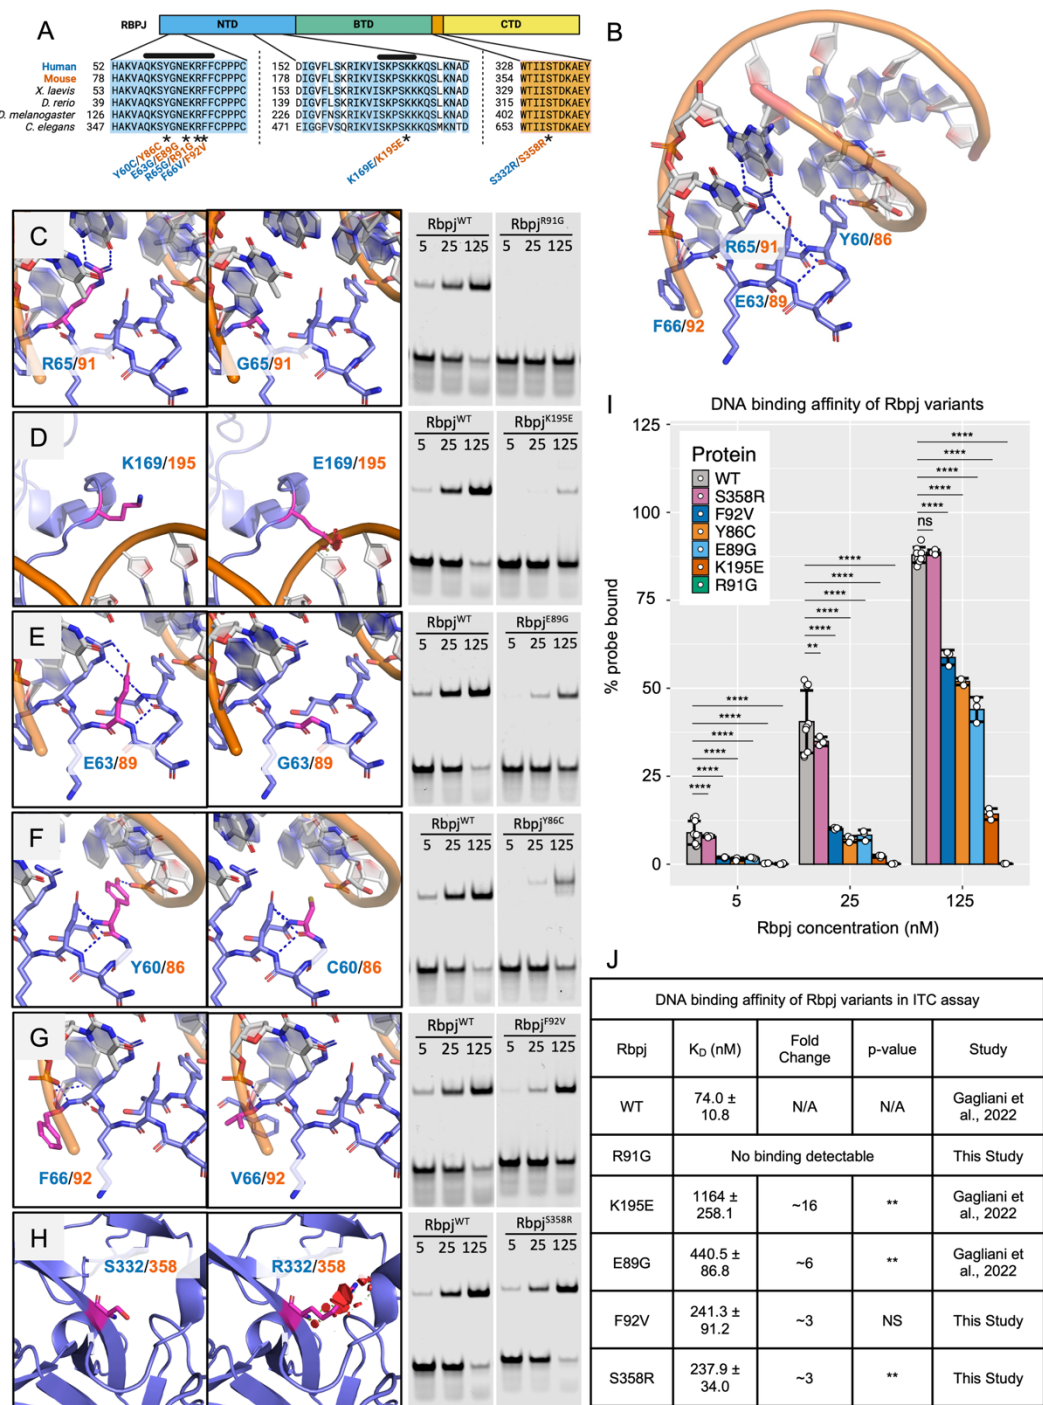 A
RBPJ NTD BTD CTD
Human 52 HAKVAQKSYGNEKRFFCPPPC 152 DIGVFLSKRIKVISKPSKKKQSLKNAD 328 WTIISTDKAEY
Mouse 78 HAKVAQKSYGNEKRFFCPPPC 178 DIGVFLSKRIKVISKPSKKKQSLKNAD 354 WTIISTDKAEY
X. laevis 53 HAKVAQKSYGNEKRFFCPPPC 153 DIGVFLSKRIKVISKPSKKKQSLKNAD 329 WTIISTDKAEY
D. rerio 39 HAKVAQKSYGNEKRFFCPPPC 139 DIGVFLSKRIKVISKPSKKKQSLKNAD 315 WTIISTDKAEY
D. melanogaster 126 HAKVAQKSYGNEKRFFCPPPC 226 DIGVFLSKRIKVISKPSKKKQSLKNAD 402 WTIISTDKAEY
C. elegans 347 HAKVAQKSYGNEKRFFCPPPC 471 EIGGFVSQRIKVISKPSKKKQSMKNTD 653 WTIISTDKAEY
* * ** * *
Y60C/Y86C
E63G/E89G
R65G/R91G
F66V/F92V
K169E/K195E
S332R/S358R
B
R65/91
Y60/86
E63/89
F66/92
C
R65/91
G65/91
RbpjWT RbpjR91G
5 25 125 5 25 125
D
K169/195
E169/195
RbpjWT RbpjK195E
5 25 125 5 25 125
E
E63/89
G63/89
RbpjWT RbpjE89G
5 25 125 5 25 125
F
Y60/86
C60/86
RbpjWT RbpjY86C
5 25 125 5 25 125
G
F66/92
V66/92
RbpjWT RbpjF92V
5 25 125 5 25 125
H
S332/358
R332/358
RbpjWT RbpjS358R
5 25 125 5 25 125
I
DNA binding affinity of Rbpj variants
% probe bound
125
100
75
50
25
0
Protein
WT
S358R
F92V
Y86C
E89G
K195E
R91G
****
****
****
****
****
****
****
****
****
****
****
**
****
****
****
****
****
ns
5 25 125
Rbpj concentration (nM)
J
DNA binding affinity of Rbpj variants in ITC assay
Rbpj KD (nM) Fold Change p-value Study
WT 74.0 ± 10.8 N/A N/A Gagliani et al., 2022
R91G No binding detectable This Study
K195E 1164 ± 258.1 ~16 ** Gagliani et al., 2022
E89G 440.5 ± 86.8 ~6 ** Gagliani et al., 2022
F92V 241.3 ± 91.2 ~3 NS This Study
S358R 237.9 ± 34.0 ~3 ** This Study